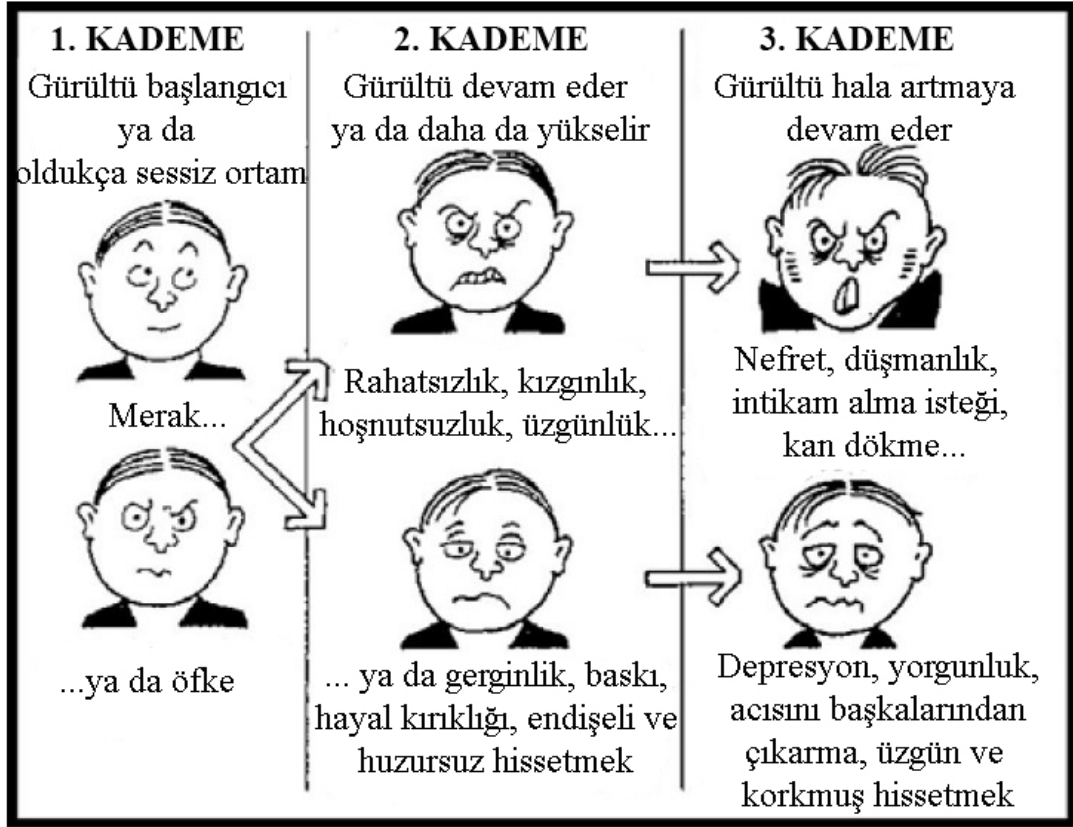 1. KADEME
Gürültü başlangıcı
ya da
oldukça sessiz ortam
Merak...
...ya da öfke
2. KADEME
Gürültü devam eder
ya da daha da yükselir
Rahatsızlık, kızgınlık,
hoşnutsuzluk, üzgünlük...
... ya da gerginlik, baskı,
hayal kırıklığı, endişeli ve
huzursuz hissetmek
3. KADEME
Gürültü hala artmaya
devam eder
Nefret, düşmanlık,
intikam alma isteği,
kan dökme...
Depresyon, yorgunluk,
acısını başkalarından
çıkarma, üzgün ve
korkmuş hissetmek